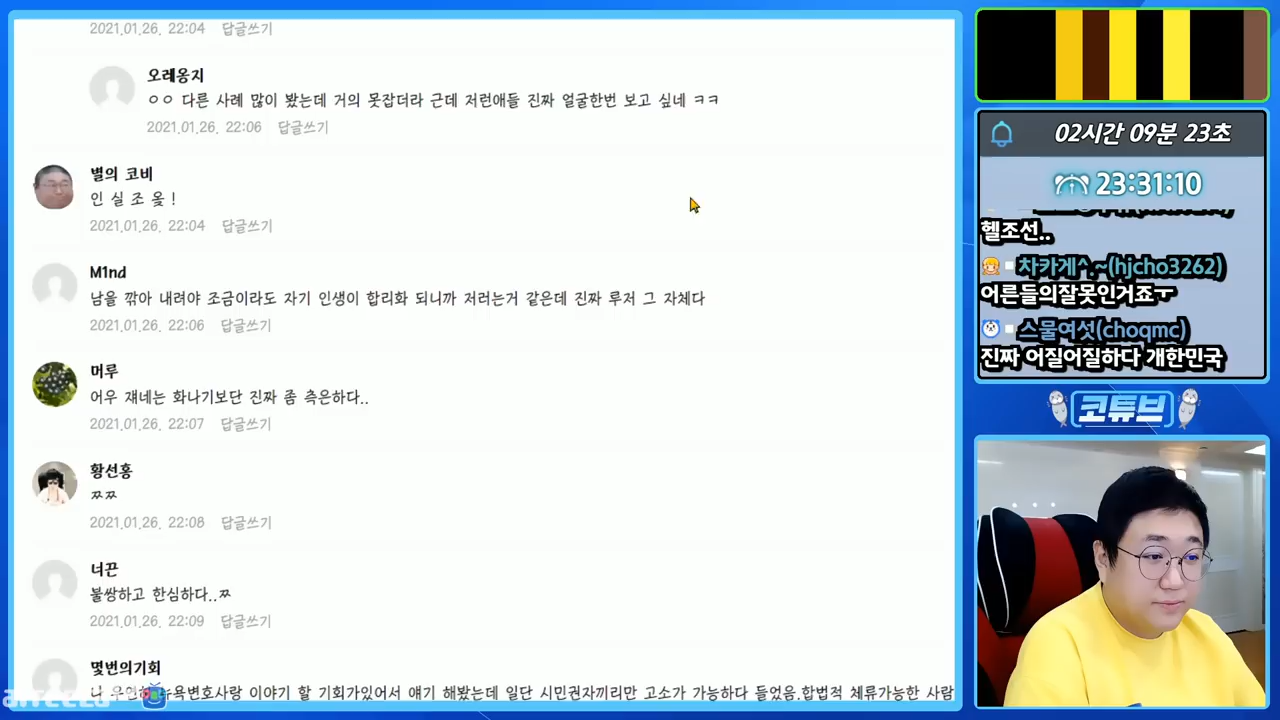 2021.01.26. 22:04 답글쓰기
오레옹지
ㅇㅇ 다른 사례 많이 봤는데 거의 못잡더라 근데 저런애들 진짜 얼굴한번 보고 싶네 ㅋㅋ
2021.01.26. 22:06 답글쓰기
별의 코비
인 실 조 옺 !
2021.01.26. 22:04 답글쓰기
M1nd
남을 깎아 내려야 조금이라도 자기 인생이 합리화 되니까 저러는거 같은데 진짜 루저 그 자체다
2021.01.26. 22:06 답글쓰기
머루
어우 쟤네는 화나기보단 진짜 좀 측은하다..
2021.01.26. 22:07 답글쓰기
황선홍
ㅉㅉ
2021.01.26. 22:08 답글쓰기
너끈
불쌍하고 한심하다..ㅉ
2021.01.26. 22:09 답글쓰기
몇번의기회
이야기 할 기회가있어서 얘기 해봤는데 일단 시민권자끼리만 고소가 가능하다 들었음.합법적 체류가능한 사람
02시간 09분 23초
23:31:10
헬조선..
차카게^.~(hjcho3262)
어른들의잘못인거죠ㅜ
스물여섯(choqmc)
진짜 어질어질하다 개한민국
코튜브